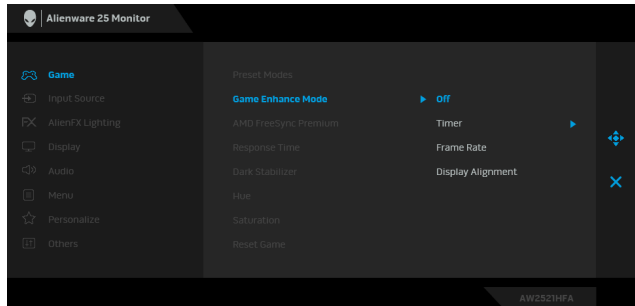 Alienware 25 Monitor
Game
Input Source
FX AlienFX Lighting
Display
Audio
Menu
Personalize
Others
Preset Modes
Game Enhance Mode
AMD FreeSync Premium
Response Time
Dark Stabilizer
Hue
Saturation
Reset Game
Off
Timer
Frame Rate
Display Alignment
AW2521HFA